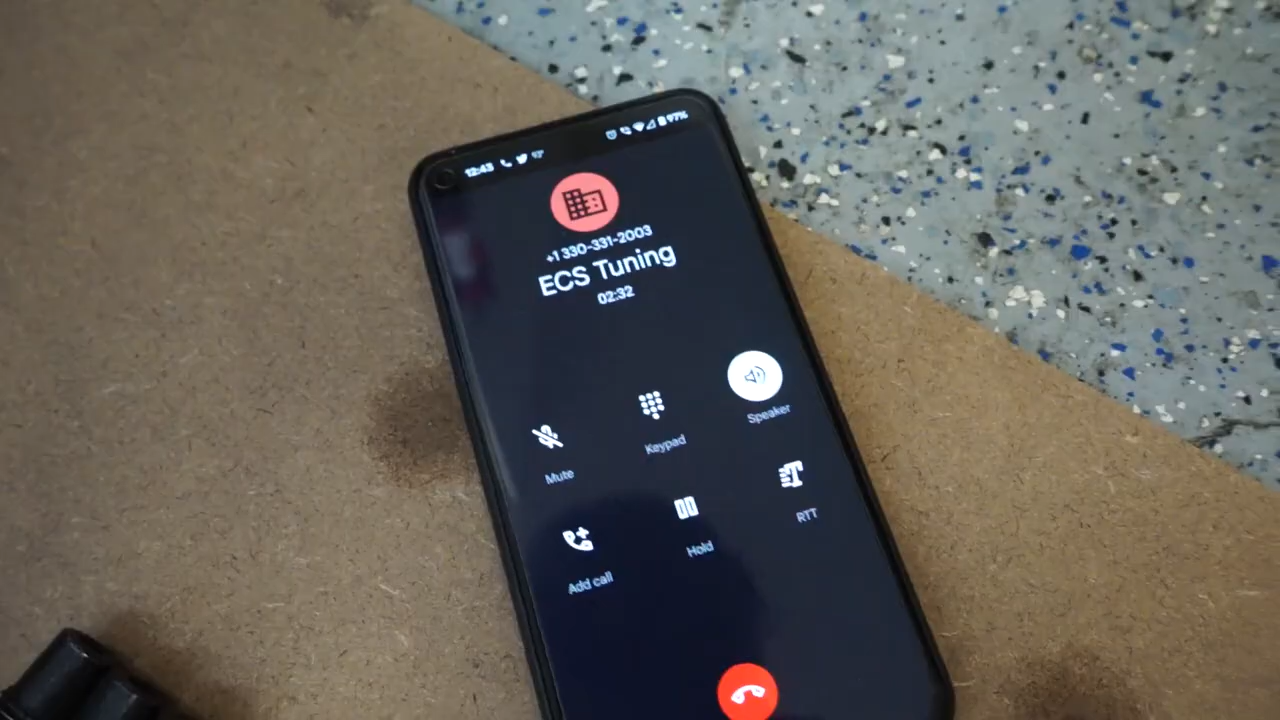 12:43
97%
+1 330-331-2003
ECS Tuning
02:32
Mute
Keypad
Speaker
Add call
Hold
RTT